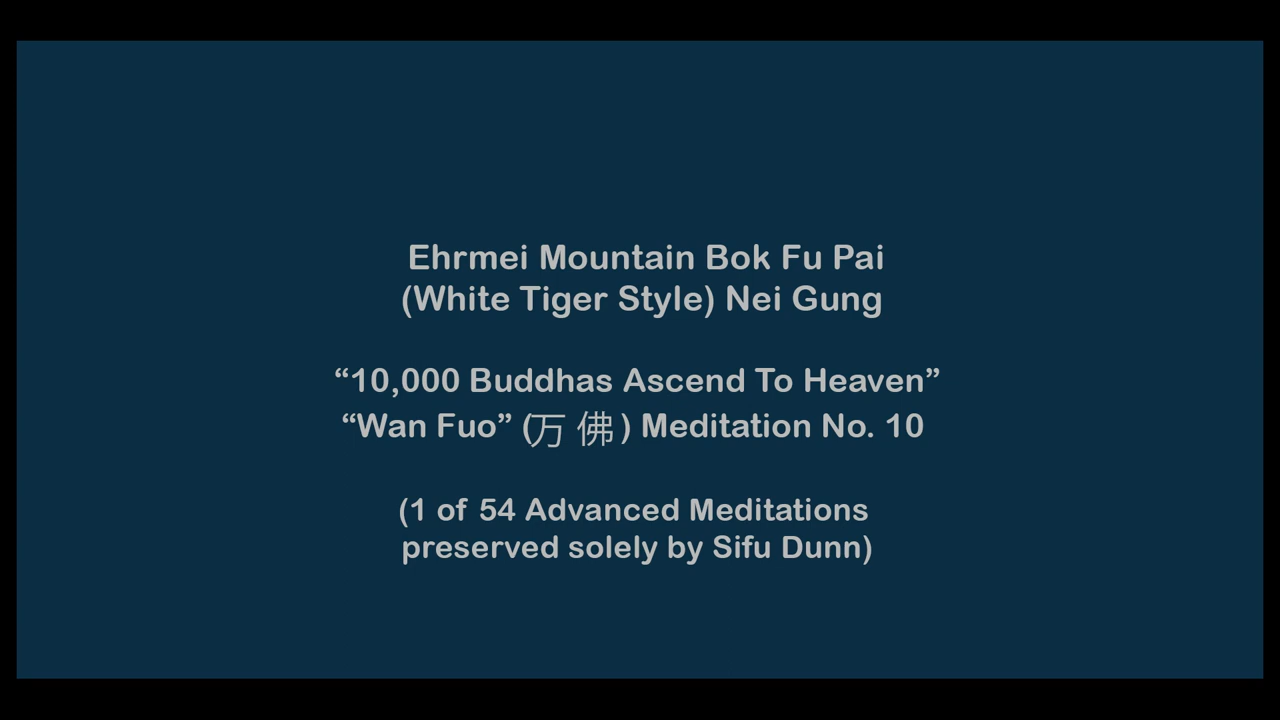 Ehrmei Mountain Bok Fu Pai
(White Tiger Style) Nei Gung
“10,000 Buddhas Ascend To Heaven”
“Wan Fuo” (万 佛) Meditation No. 10
(1 of 54 Advanced Meditations
preserved solely by Sifu Dunn)